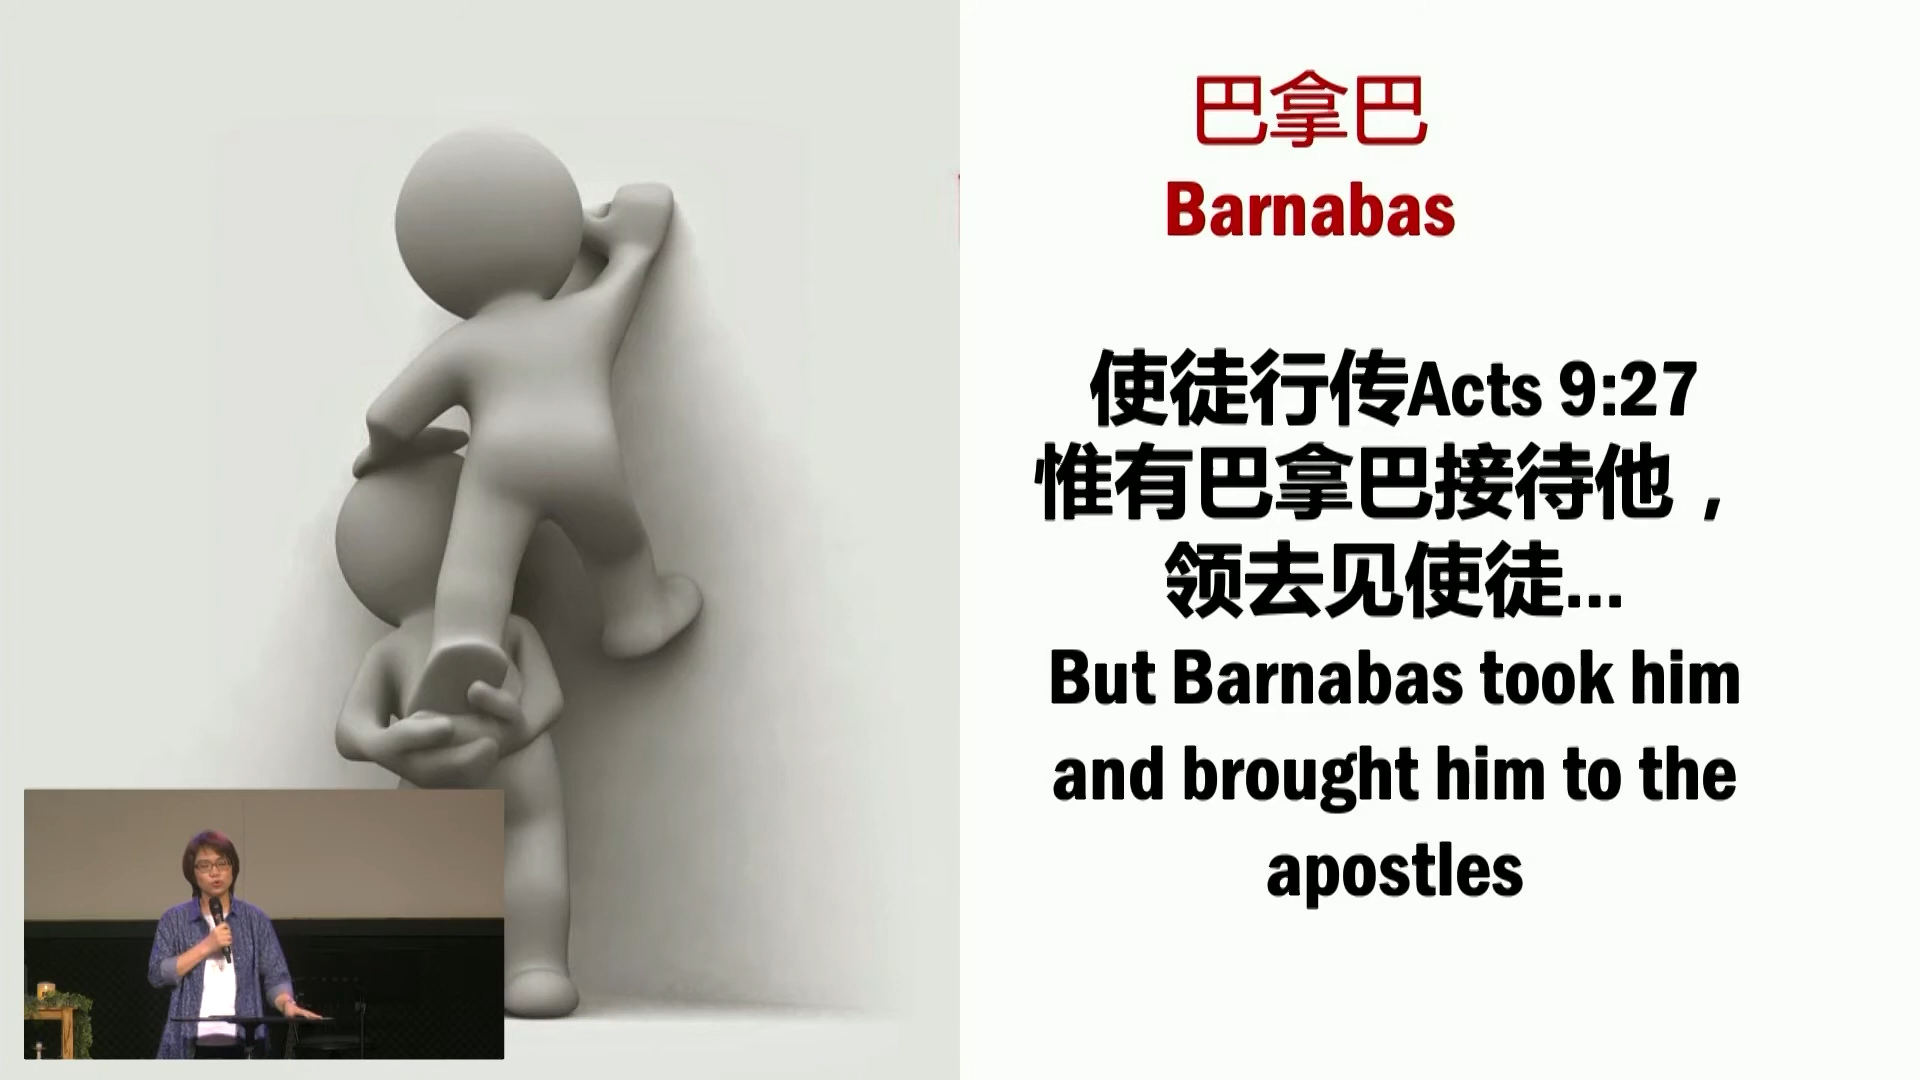 巴拿巴
Barnabas
使徒行传Acts 9:27
惟有巴拿巴接待他，
领去见使徒...
But Barnabas took him
and brought him to the
apostles